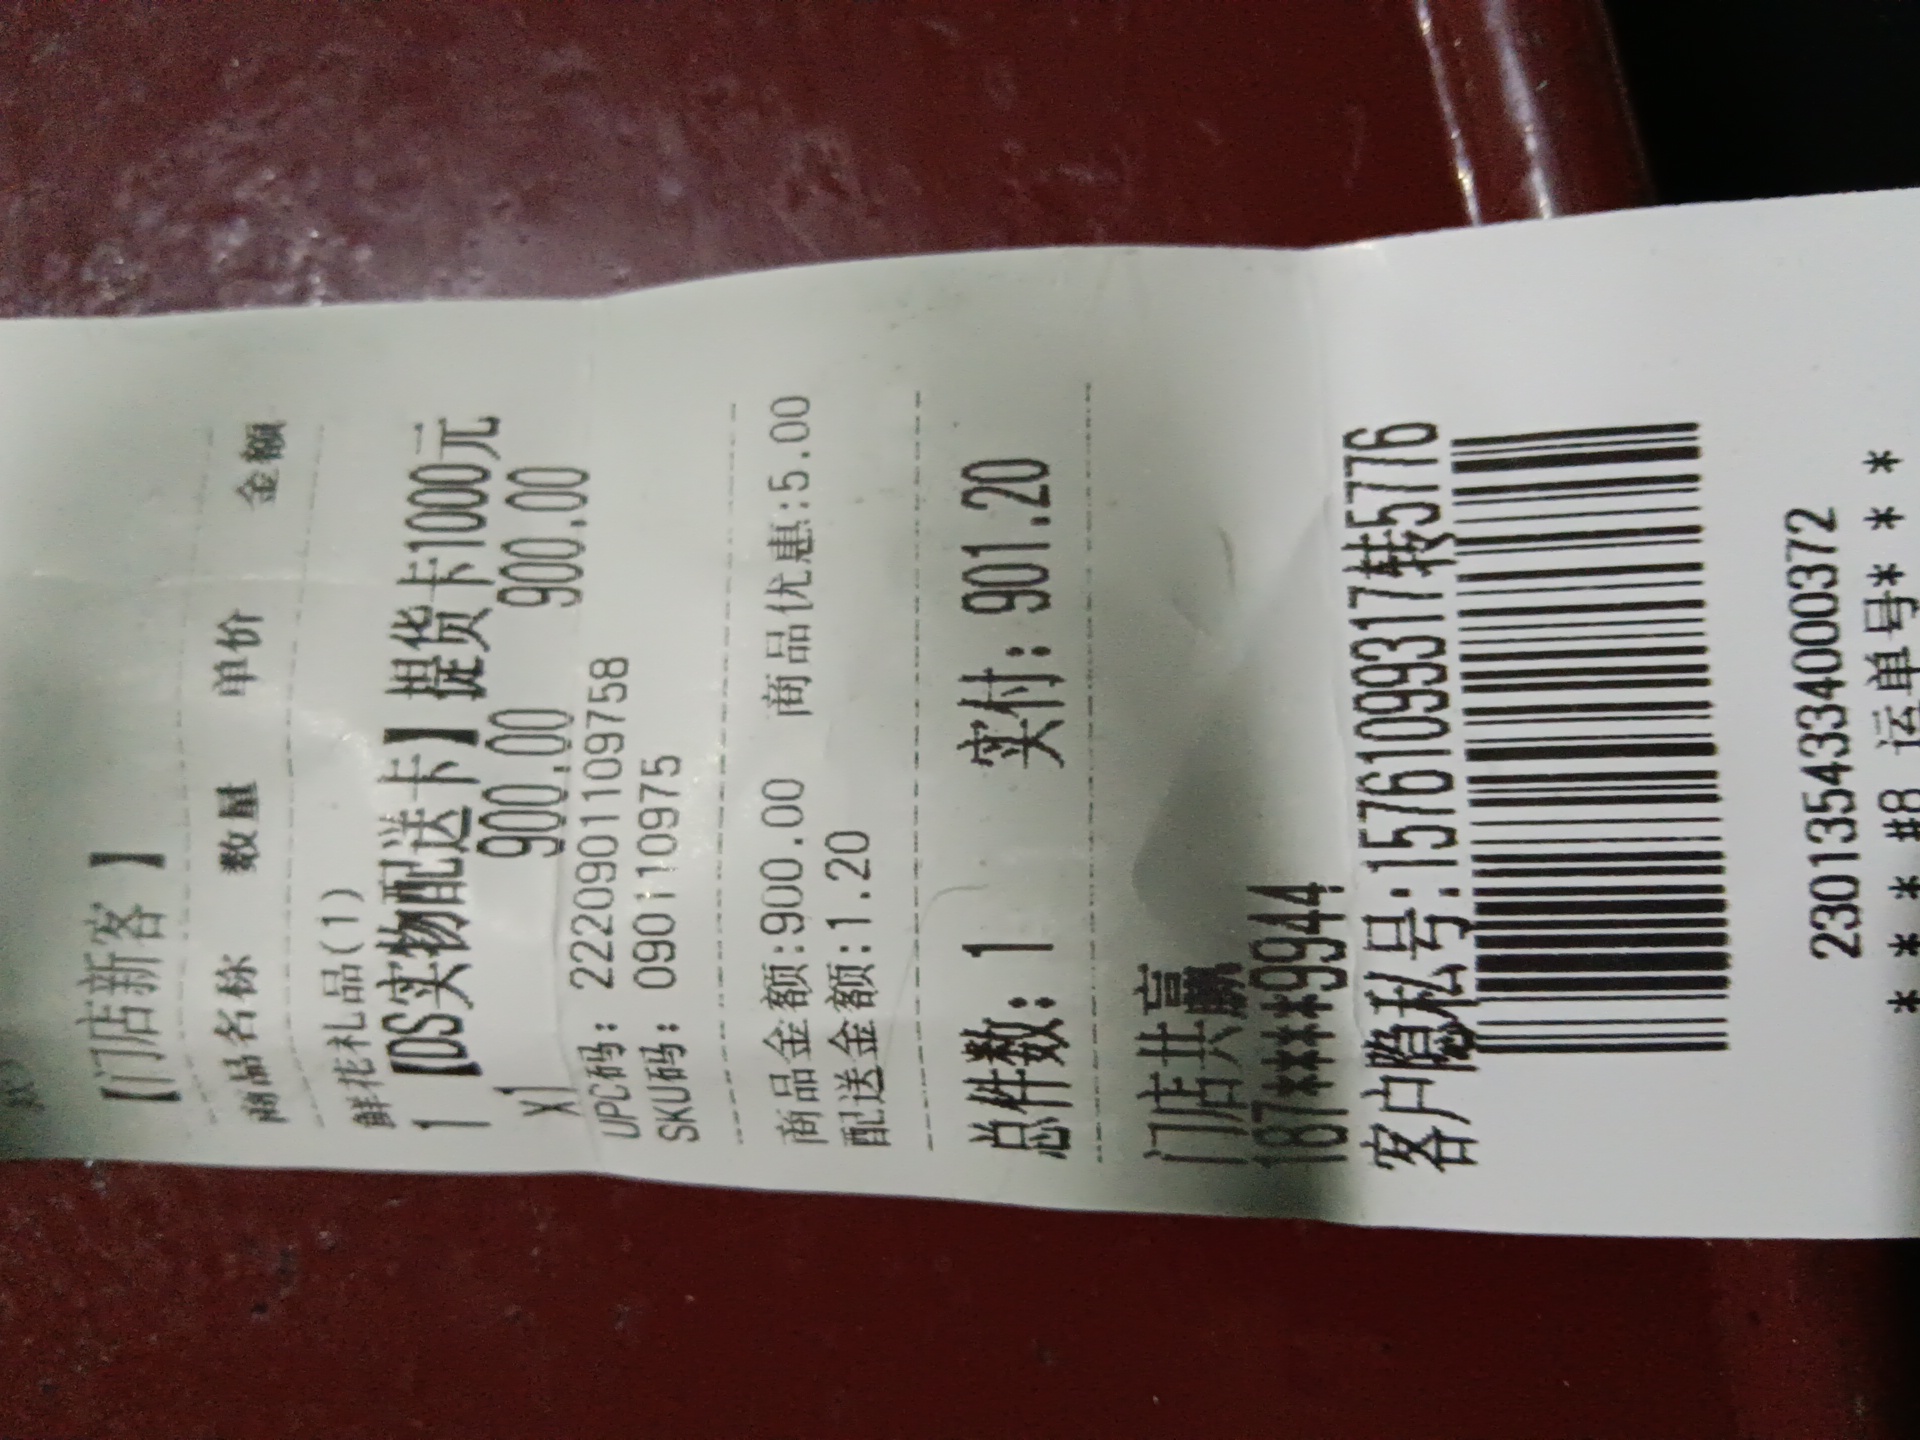 【门店新客 】
商品名称 数量 单价 金额
鲜花礼品(1)
1 【DS实物配送卡】提货卡1000元
x1 900.00 900.00
UPC码: 2220901109758
SKU码: 090110975
商品金额:900.00 商品优惠:5.00
配送金额:1.20
总件数: 1 实付: 901.20
门店共赢
187****9944
客户隐私号:15761099317转5776
2301354334000372
* * * #8 运单号* * *